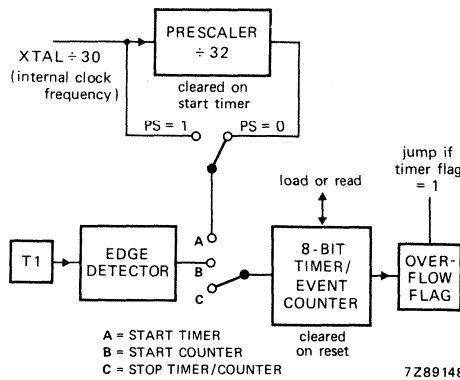 PRESCALER
÷ 32
XTAL ÷ 30
(internal clock
frequency)
cleared on
start timer
PS = 1
PS = 0
jump if
timer flag
= 1
load or read
T1
EDGE
DETECTOR
A
B
C
8-BIT
TIMER/
EVENT
COUNTER
OVER-
FLOW
FLAG
cleared
on reset
A = START TIMER
B = START COUNTER
C = STOP TIMER/COUNTER
7Z89148